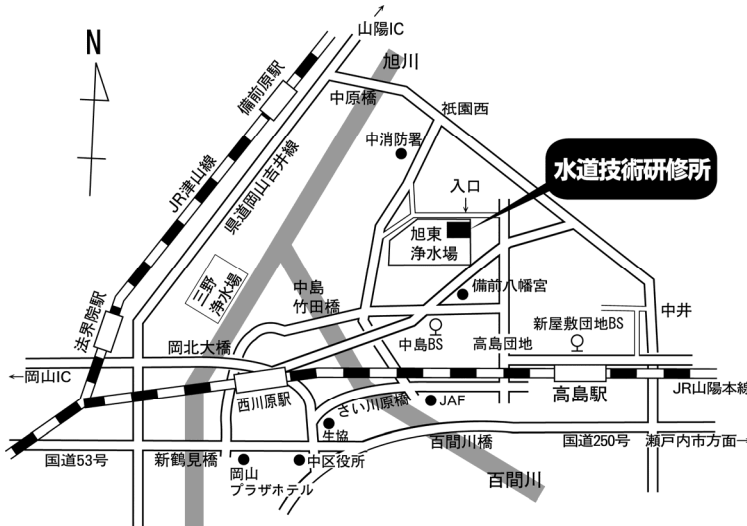 山陽IC
N
旭川
備前原駅
中原橋
祇園西
中消防署
水道技術研修所
JR津山線
県道岡山吉井線
入口
旭東
浄水場
三野
浄水場
中島
竹田橋
備前八幡宮
中井
法界院駅
岡北大橋
中島BS
高島団地
新屋敷団地BS
←岡山IC
西川原駅
さい川原橋
JAF
高島駅
JR山陽本線
生協
国道53号
新鶴見橋
岡山
プラザホテル
中区役所
百間川橋
国道250号
瀬戸内市方面→
百間川